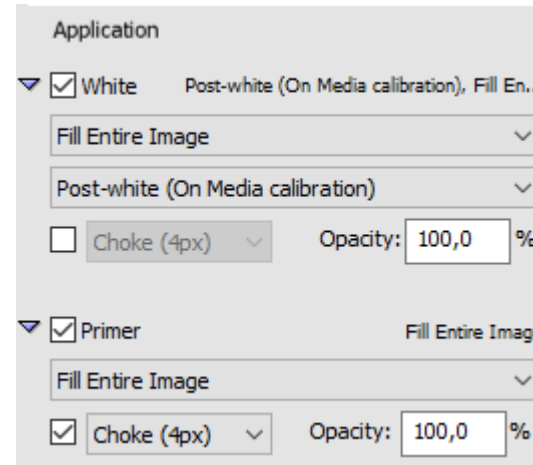 Application
White Post-white (On Media calibration), Fill En..
Fill Entire Image
Post-white (On Media calibration)
Choke (4px) Opacity: 100,0 %
Primer Fill Entire Imag
Fill Entire Image
Choke (4px) Opacity: 100,0 %